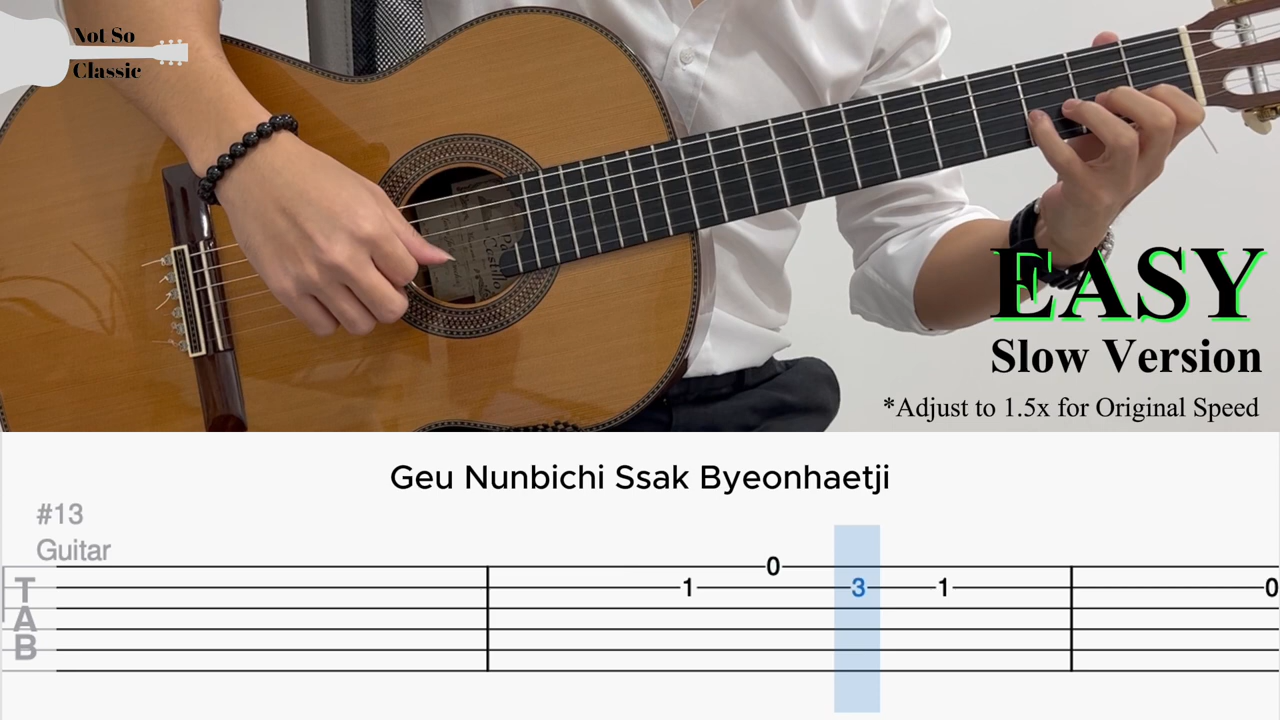 Not So
Classic
EASY
Slow Version
*Adjust to 1.5x for Original Speed
Geu Nunbichi Ssak Byeonhaetji
#13
Guitar
T
A
B
1 0 3 1 0